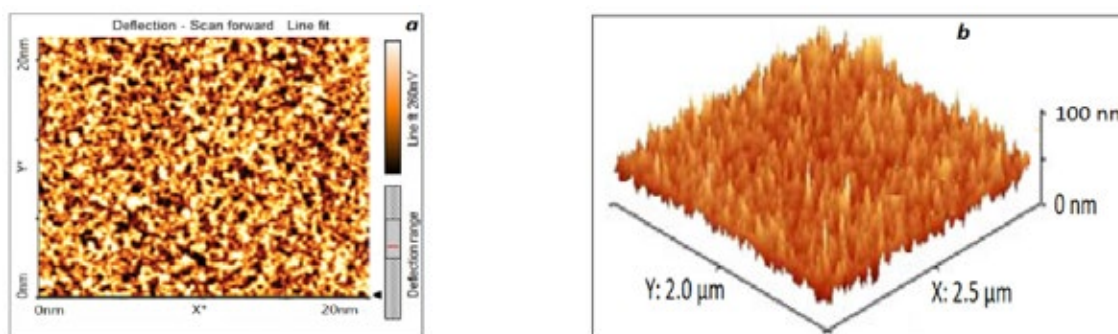 Deflection - Scan forward Line fit
a
20nm
Y*
0nm
0nm
X*
20nm
Line fit 260mV
Deflection range
b
100 nm
0 nm
Y: 2.0 µm
X: 2.5 µm